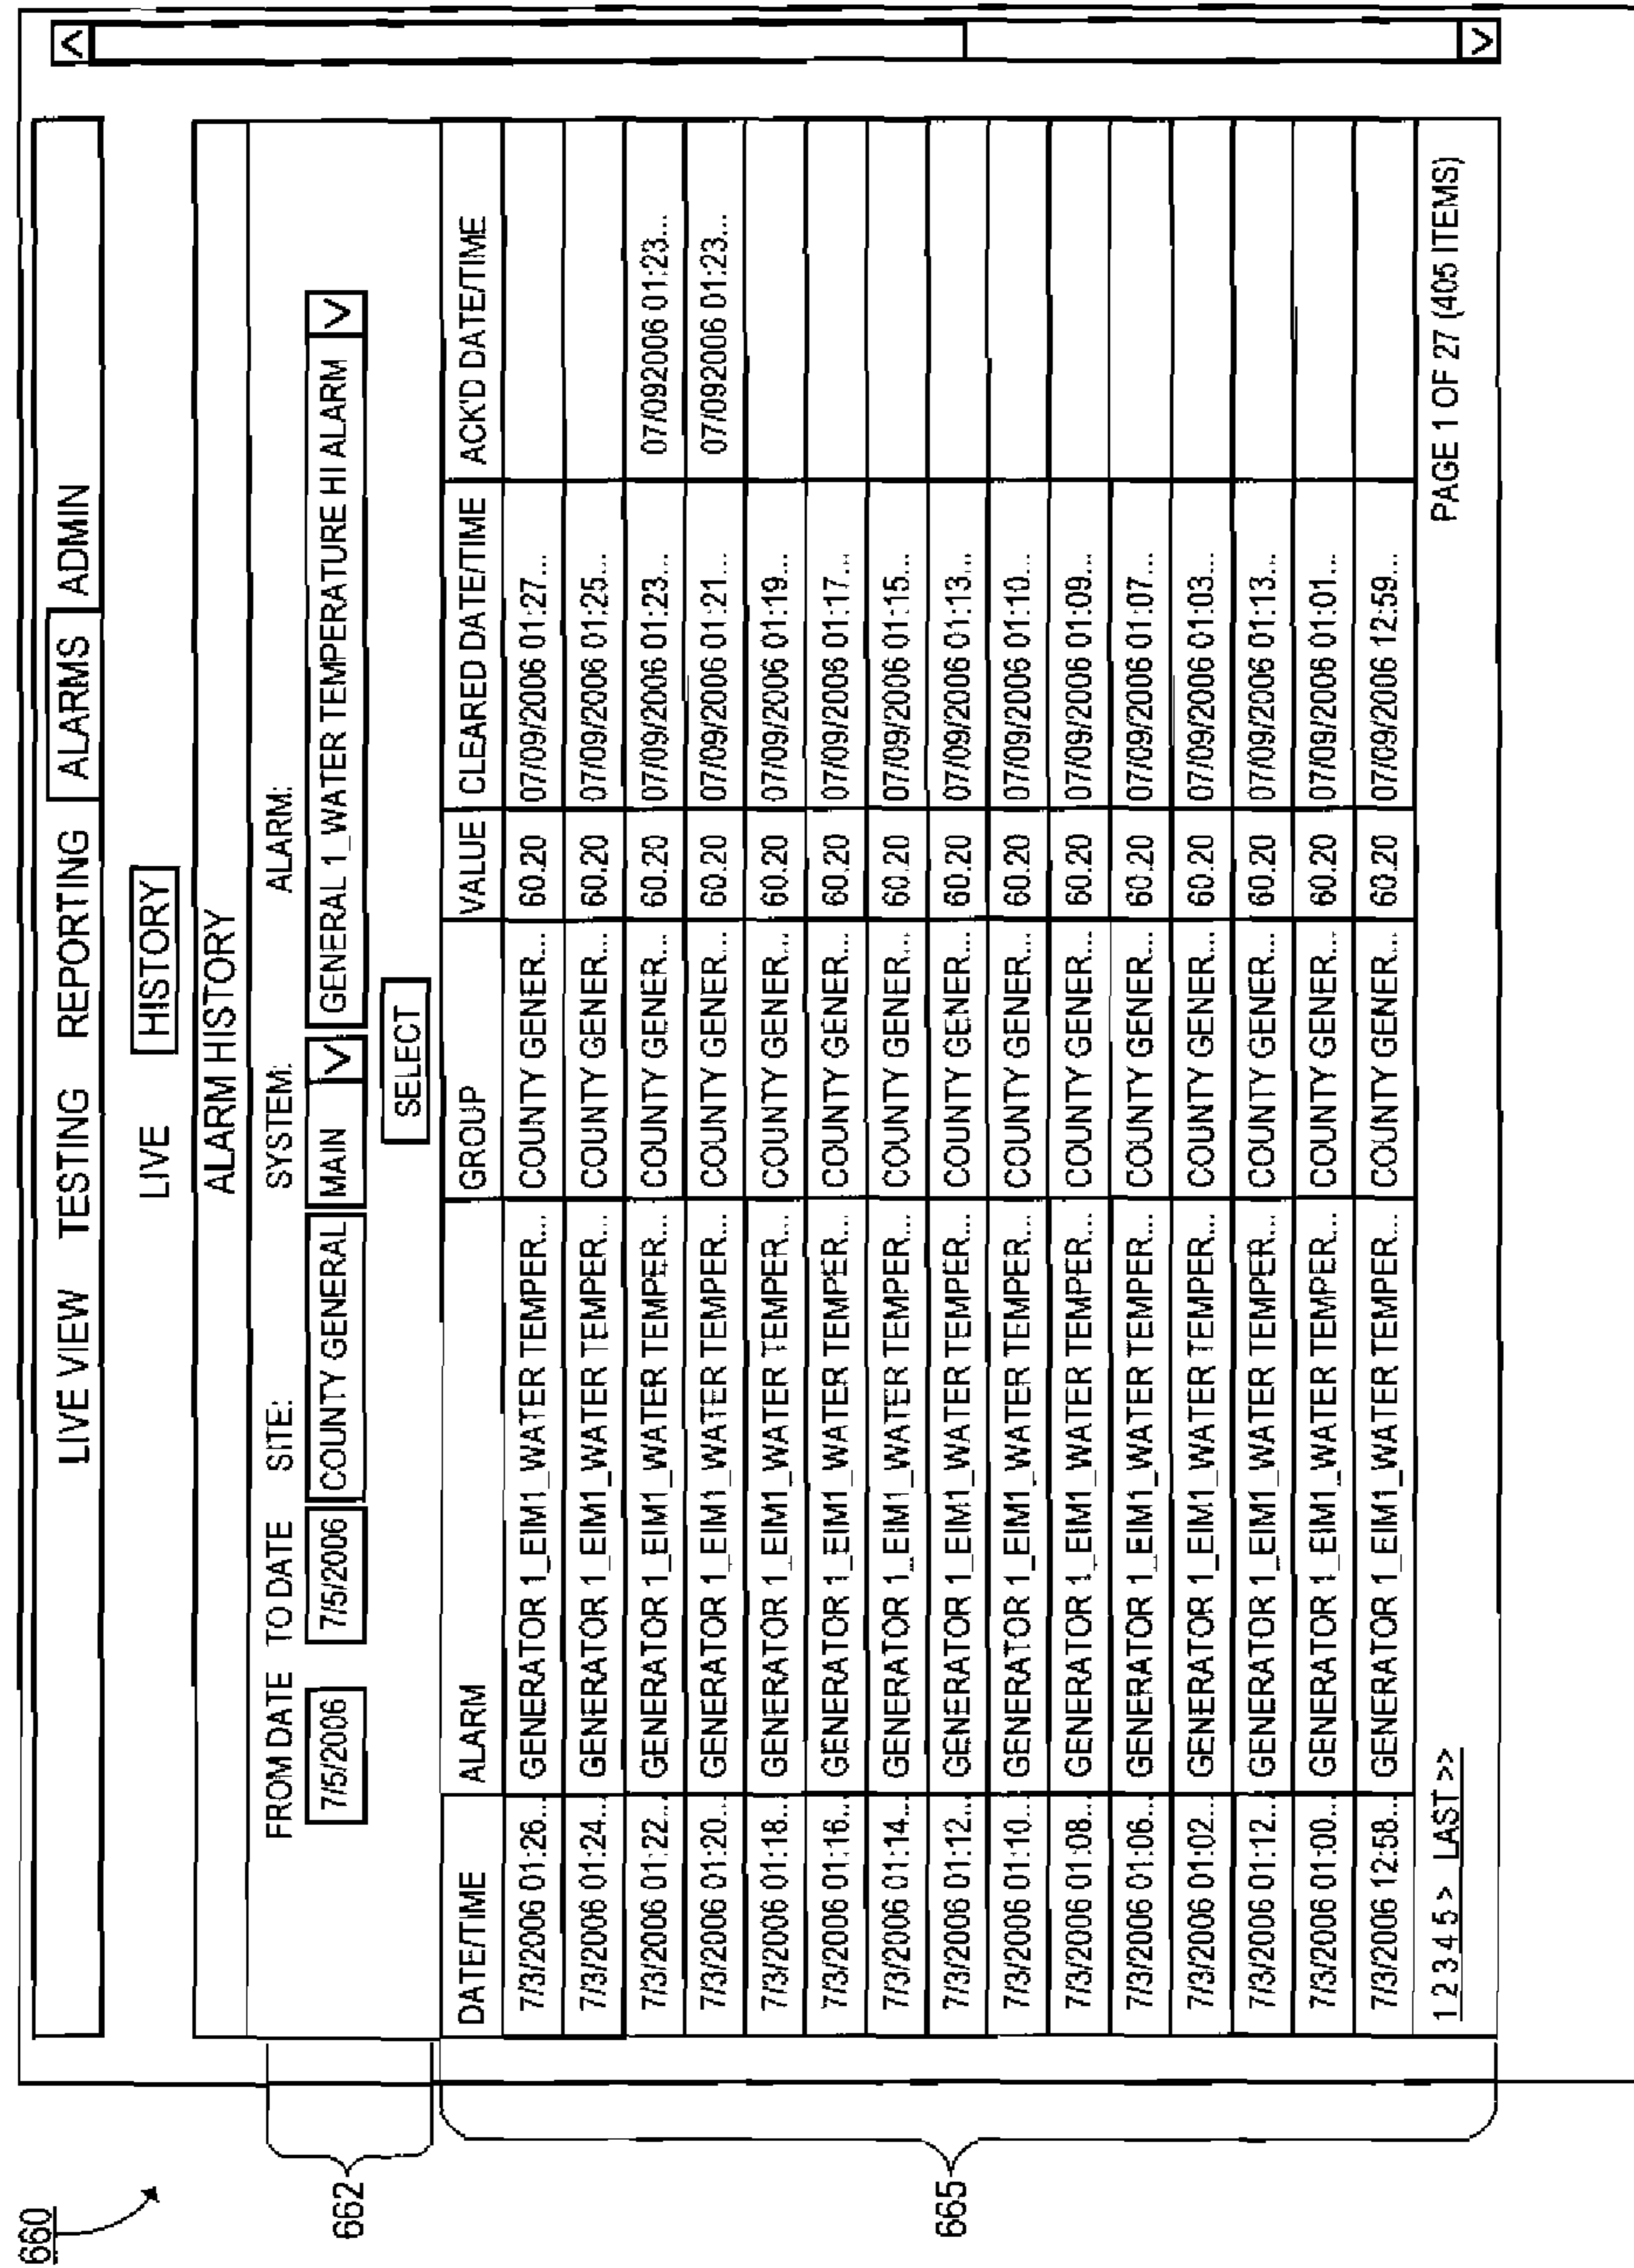 660
LIVE VIEW TESTING REPORTING ALARMS ADMIN
LIVE HISTORY
ALARM HISTORY
FROM DATE TO DATE SITE: SYSTEM: ALARM:
7/5/2006 7/5/2006 COUNTY GENERAL MAIN V GENERAL 1_WATER TEMPERATURE HI ALARM V
SELECT
662
DATE/TIME ALARM GROUP VALUE CLEARED DATE/TIME ACK'D DATE/TIME
7/3/2006 01:26... GENERATOR 1_EIM1_WATER TEMPER... COUNTY GENER... 60.20 07/09/2006 01:27...
7/3/2006 01:24... GENERATOR 1_EIM1_WATER TEMPER... COUNTY GENER... 60.20 07/09/2006 01:25...
7/3/2006 01:22... GENERATOR 1_EIM1_WATER TEMPER... COUNTY GENER... 60.20 07/09/2006 01:23... 07/092006 01:23...
7/3/2006 01:20... GENERATOR 1_EIM1_WATER TEMPER... COUNTY GENER... 60.20 07/09/2006 01:21... 07/092006 01:23...
7/3/2006 01:18... GENERATOR 1_EIM1_WATER TEMPER... COUNTY GENER... 60.20 07/09/2006 01:19...
7/3/2006 01:16... GENERATOR 1_EIM1_WATER TEMPER... COUNTY GENER... 60.20 07/09/2006 01:17...
7/3/2006 01:14... GENERATOR 1_EIM1_WATER TEMPER... COUNTY GENER... 60.20 07/09/2006 01:15...
7/3/2006 01:12... GENERATOR 1_EIM1_WATER TEMPER... COUNTY GENER... 60.20 07/09/2006 01:13...
7/3/2006 01:10... GENERATOR 1_EIM1_WATER TEMPER... COUNTY GENER... 60.20 07/09/2006 01:10...
7/3/2006 01:08... GENERATOR 1_EIM1_WATER TEMPER... COUNTY GENER... 60.20 07/09/2006 01:09...
7/3/2006 01:06... GENERATOR 1_EIM1_WATER TEMPER... COUNTY GENER... 60.20 07/09/2006 01:07...
7/3/2006 01:02... GENERATOR 1_EIM1_WATER TEMPER... COUNTY GENER... 60.20 07/09/2006 01:03...
7/3/2006 01:12... GENERATOR 1_EIM1_WATER TEMPER... COUNTY GENER... 60.20 07/09/2006 01:13...
7/3/2006 01:00... GENERATOR 1_EIM1_WATER TEMPER... COUNTY GENER... 60.20 07/09/2006 01:01...
7/3/2006 12:58... GENERATOR 1_EIM1_WATER TEMPER... COUNTY GENER... 60.20 07/09/2006 12:59...
665
1 2 3 4 5 > LAST >> PAGE 1 OF 27 (405 ITEMS)